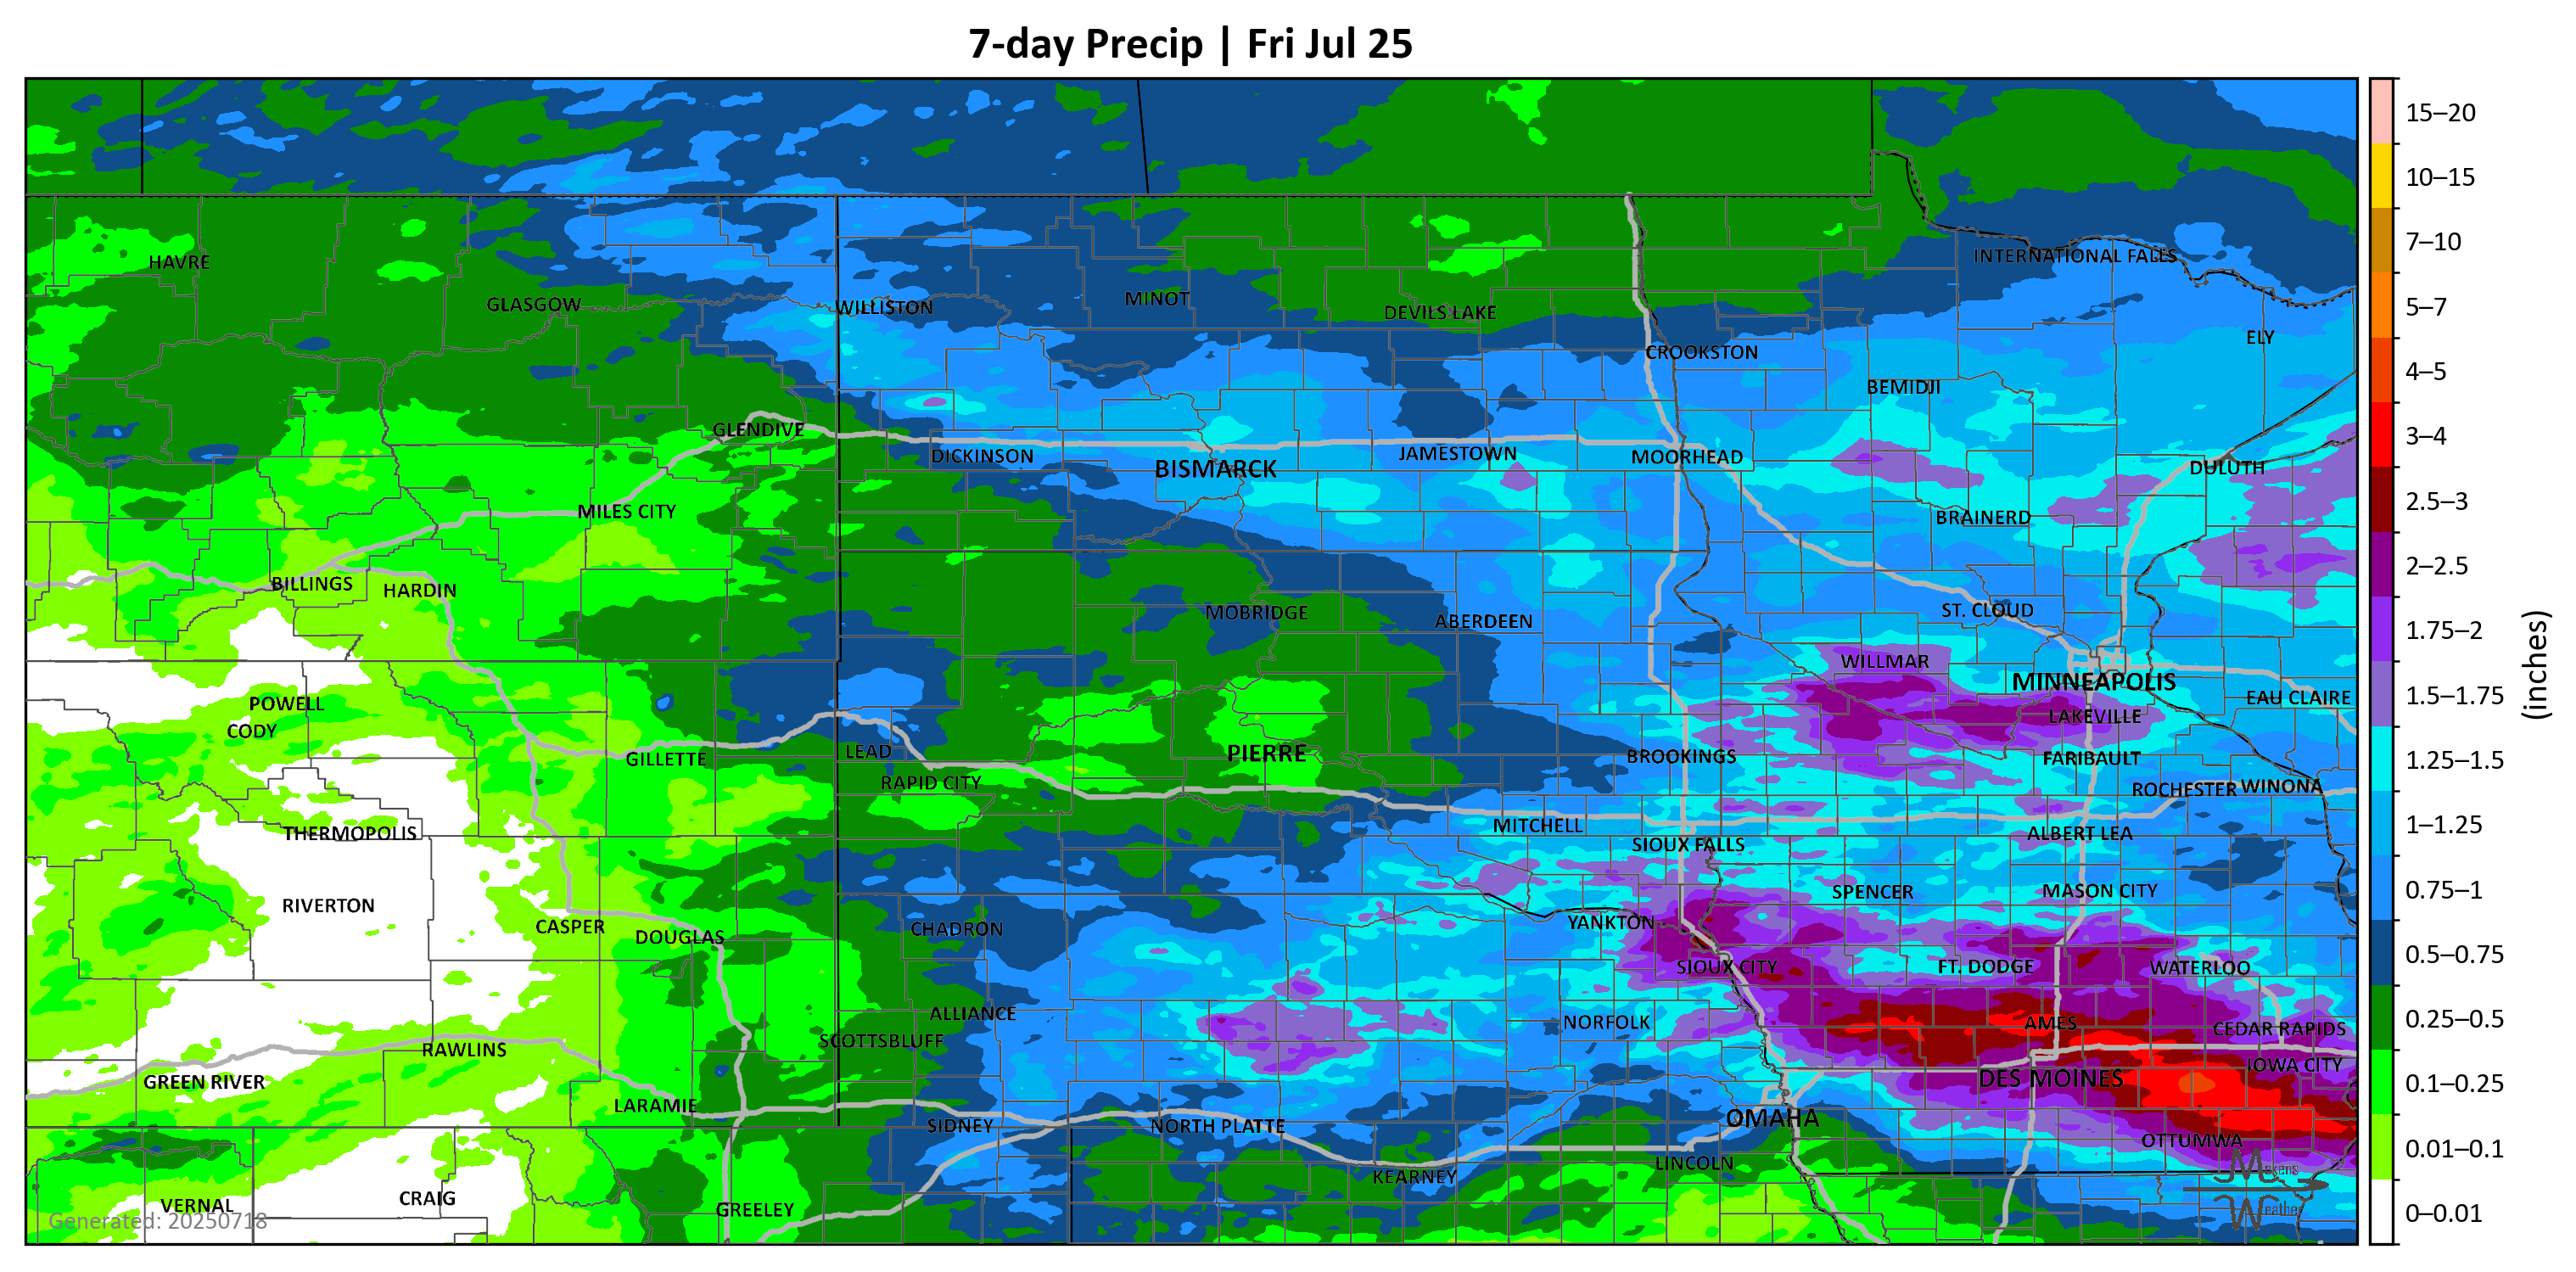 7-day Precip | Fri Jul 25
INTERNATIONAL FALLS
HAVRE
GLASGOW
WILLISTON
MINOT
DEVILS LAKE
ELY
CROOKSTON
BEMIDJI
GLENDIVE
DICKINSON
BISMARCK
JAMESTOWN
MOORHEAD
DULUTH
MILES CITY
BRAINERD
BILLINGS
HARDIN
MOBRIDGE
ABERDEEN
ST. CLOUD
WILLMAR
MINNEAPOLIS
EAU CLAIRE
POWELL
CODY
LAKEVILLE
GILLETTE
LEAD
PIERRE
BROOKINGS
FARIBAULT
RAPID CITY
ROCHESTER
WINONA
THERMOPOLIS
MITCHELL
ALBERT LEA
SIOUX FALLS
SPENCER
MASON CITY
RIVERTON
CASPER
DOUGLAS
CHADRON
YANKTON
SIOUX CITY
FT. DODGE
WATERLOO
ALLIANCE
NORFOLK
AMES
CEDAR RAPIDS
SCOTTSBLUFF
RAWLINS
IOWA CITY
GREEN RIVER
DES MOINES
LARAMIE
OMAHA
SIDNEY
NORTH PLATTE
OTTUMWA
LINCOLN
KEARNEY
VERNAL
CRAIG
GREELEY
Generated: 20250718
Makens
Weather
15–20
10–15
7–10
5–7
4–5
3–4
2.5–3
2–2.5
1.75–2
1.5–1.75
1.25–1.5
1–1.25
0.75–1
0.5–0.75
0.25–0.5
0.1–0.25
0.01–0.1
0–0.01
(inches)